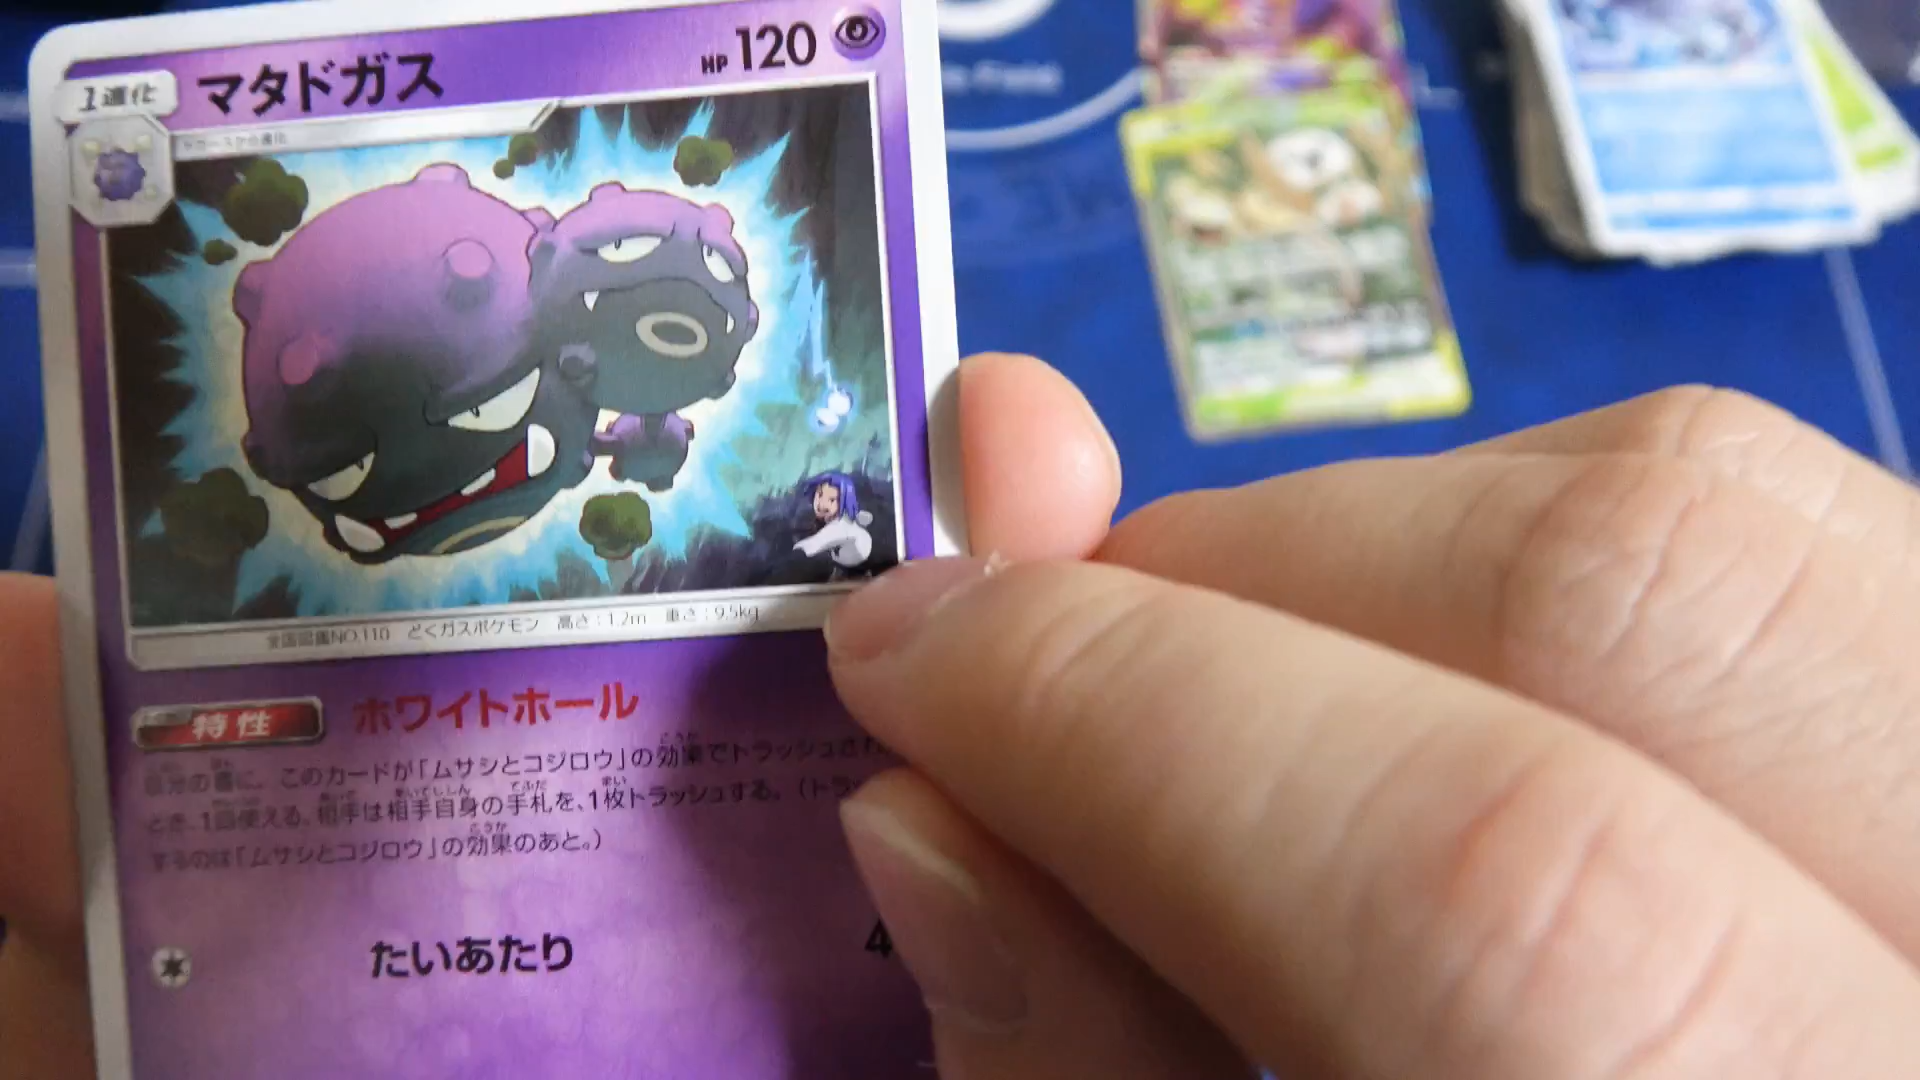 1進化
マタドガス HP 120
ドガースから進化
全国図鑑NO.110 どくガスポケモン 高さ：1.2m 重さ：9.5kg
特性 ホワイトホール
自分の番に、このカードが「ムサシとコジロウ」の効果でトラッシュされ
とき、1回使える。相手は相手自身の手札を、1枚トラッシュする。（トラッ
するのは「ムサシとコジロウ」の効果のあと。）
たいあたり 4
Field